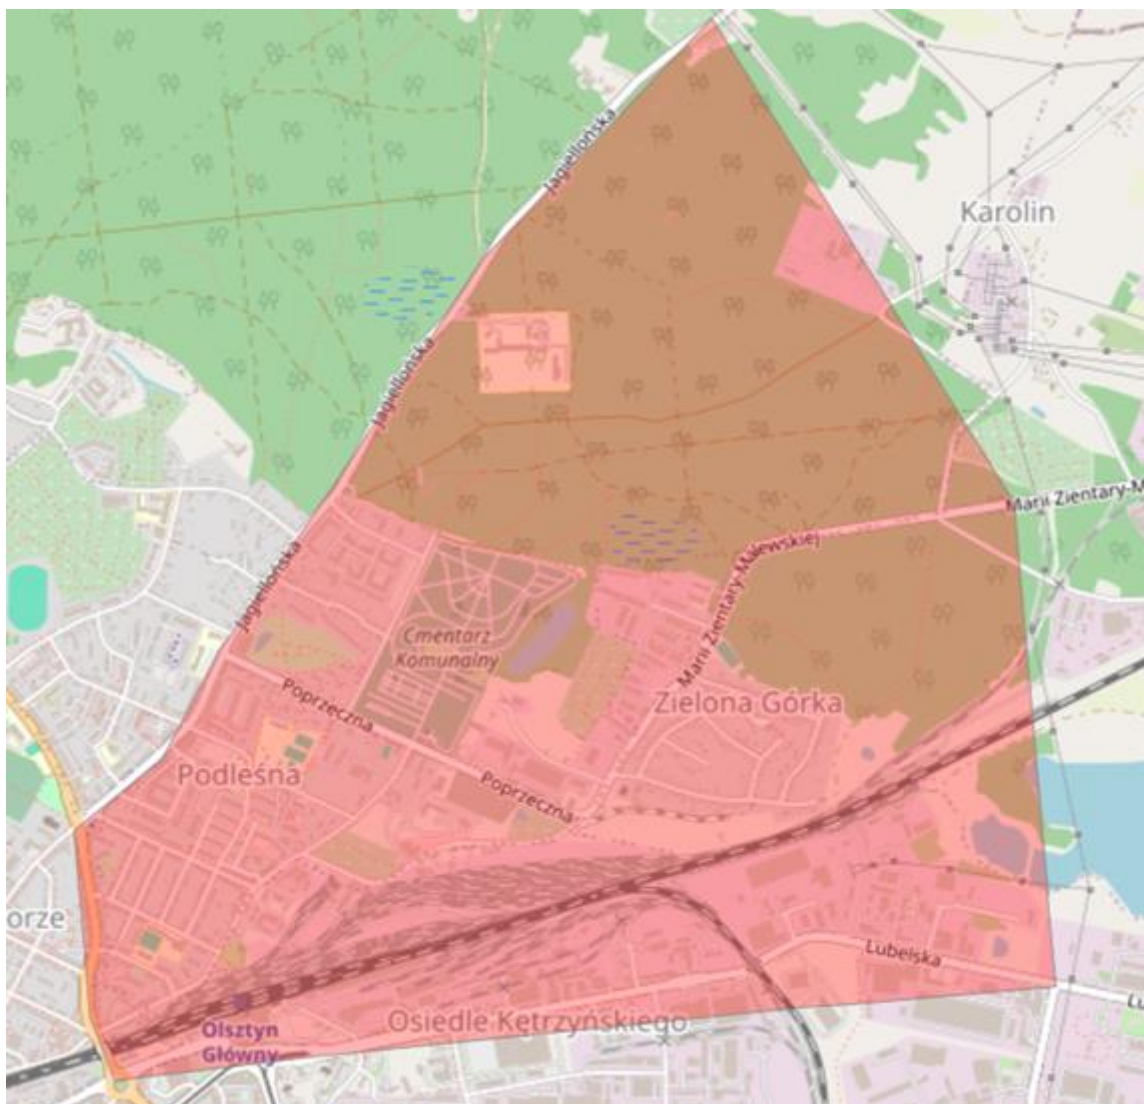 Jagiellońska
Karolin
Jagiellońska
Marii Zientary-M
Marii Zientary-Malewskiej
Jagiellońska
Cmentarz
Komunalny
Poprzeczna
Zielona Górka
Podleśna
Poprzeczna
orze
Lubelska
Olsztyn
Główny
Osiedle Kętrzyńskiego
Lu